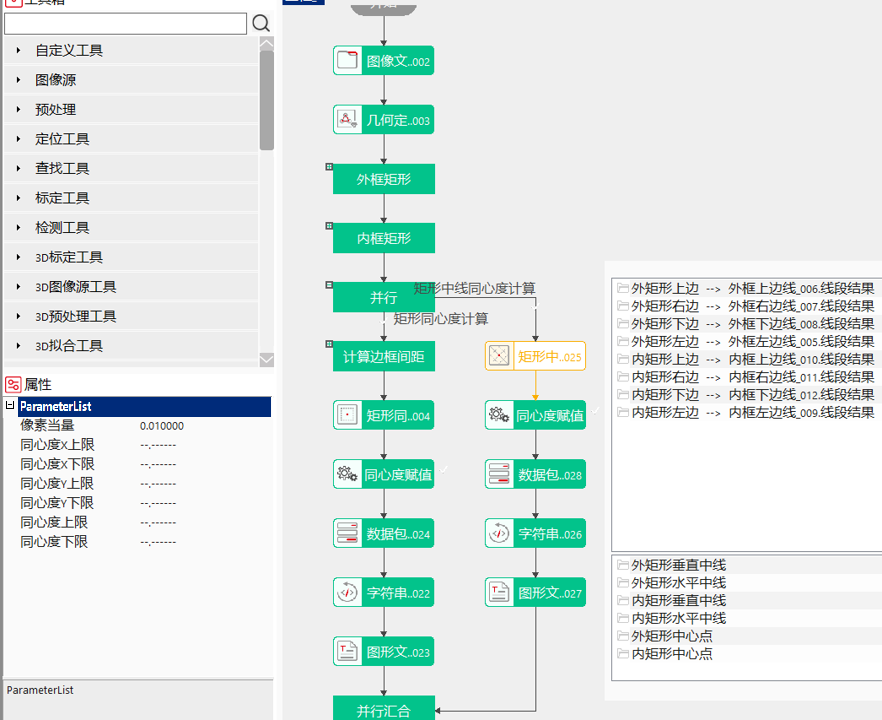 工具箱
自定义工具
图像源
预处理
定位工具
查找工具
标定工具
检测工具
3D标定工具
3D图像源工具
3D预处理工具
3D拟合工具
属性
ParameterList
像素当量 0.010000
同心度X上限 --.------
同心度X下限 --.------
同心度Y上限 --.------
同心度Y下限 --.------
同心度上限 --.------
同心度下限 --.------
ParameterList
开始
图像文..002
几何定..003
外框矩形
内框矩形
并行
矩形中线同心度计算
矩形同心度计算
计算边框间距
矩形中..025
矩形同..004
同心度赋值
同心度赋值
数据包..028
数据包..024
字符串..026
字符串..022
图形文..027
图形文..023
并行汇合
外矩形上边 --> 外框上边线_006.线段结果
外矩形右边 --> 外框右边线_007.线段结果
外矩形下边 --> 外框下边线_008.线段结果
外矩形左边 --> 外框左边线_005.线段结果
内矩形上边 --> 内框上边线_010.线段结果
内矩形右边 --> 内框右边线_011.线段结果
内矩形下边 --> 内框下边线_012.线段结果
内矩形左边 --> 内框左边线_009.线段结果
外矩形垂直中线
外矩形水平中线
内矩形垂直中线
内矩形水平中线
外矩形中心点
内矩形中心点